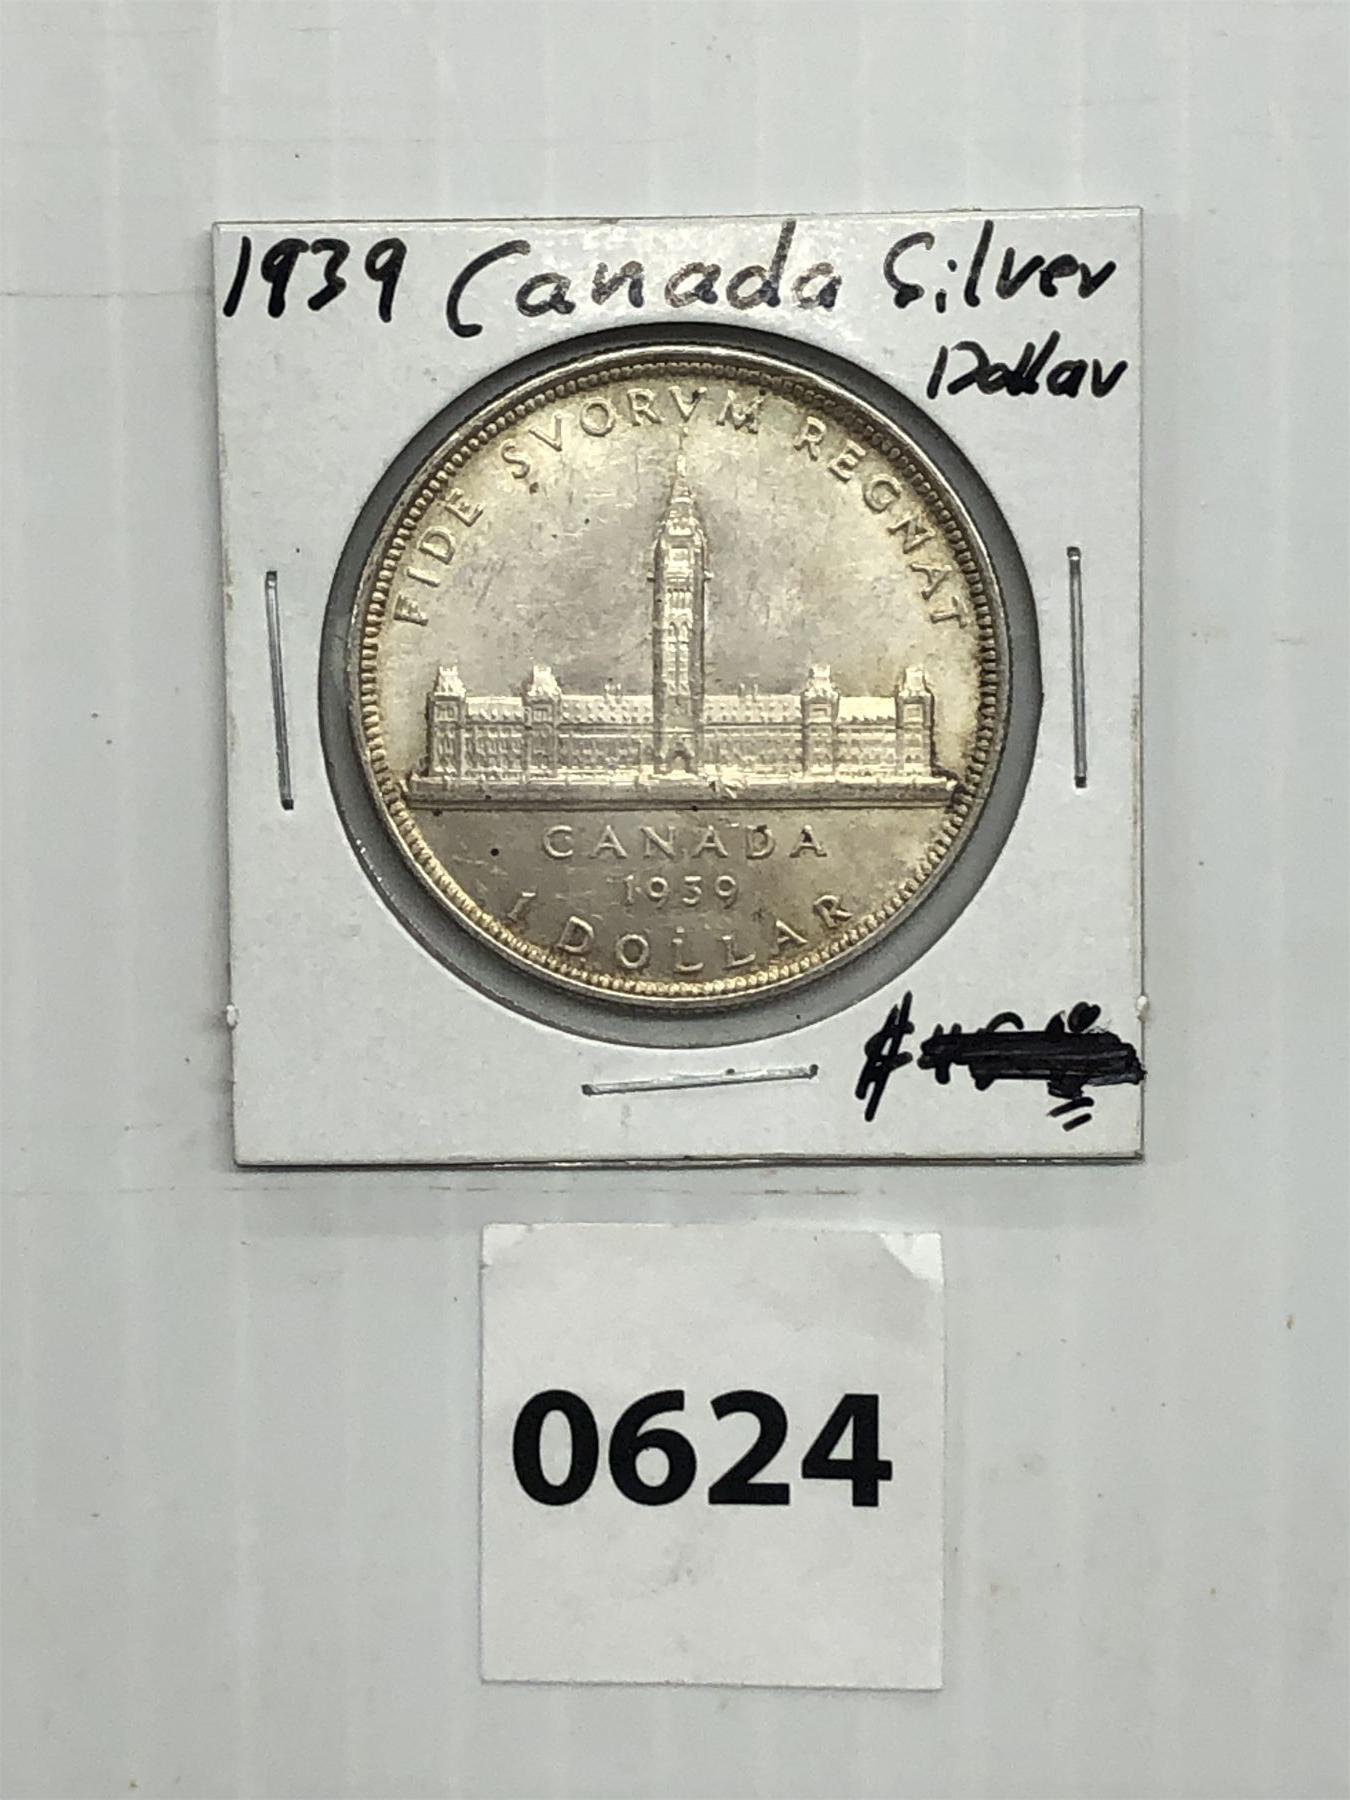 1939 Canada Silver
Dollar
FIDE SVORVM REGNAT
CANADA
1939
1 DOLLAR
$
0624